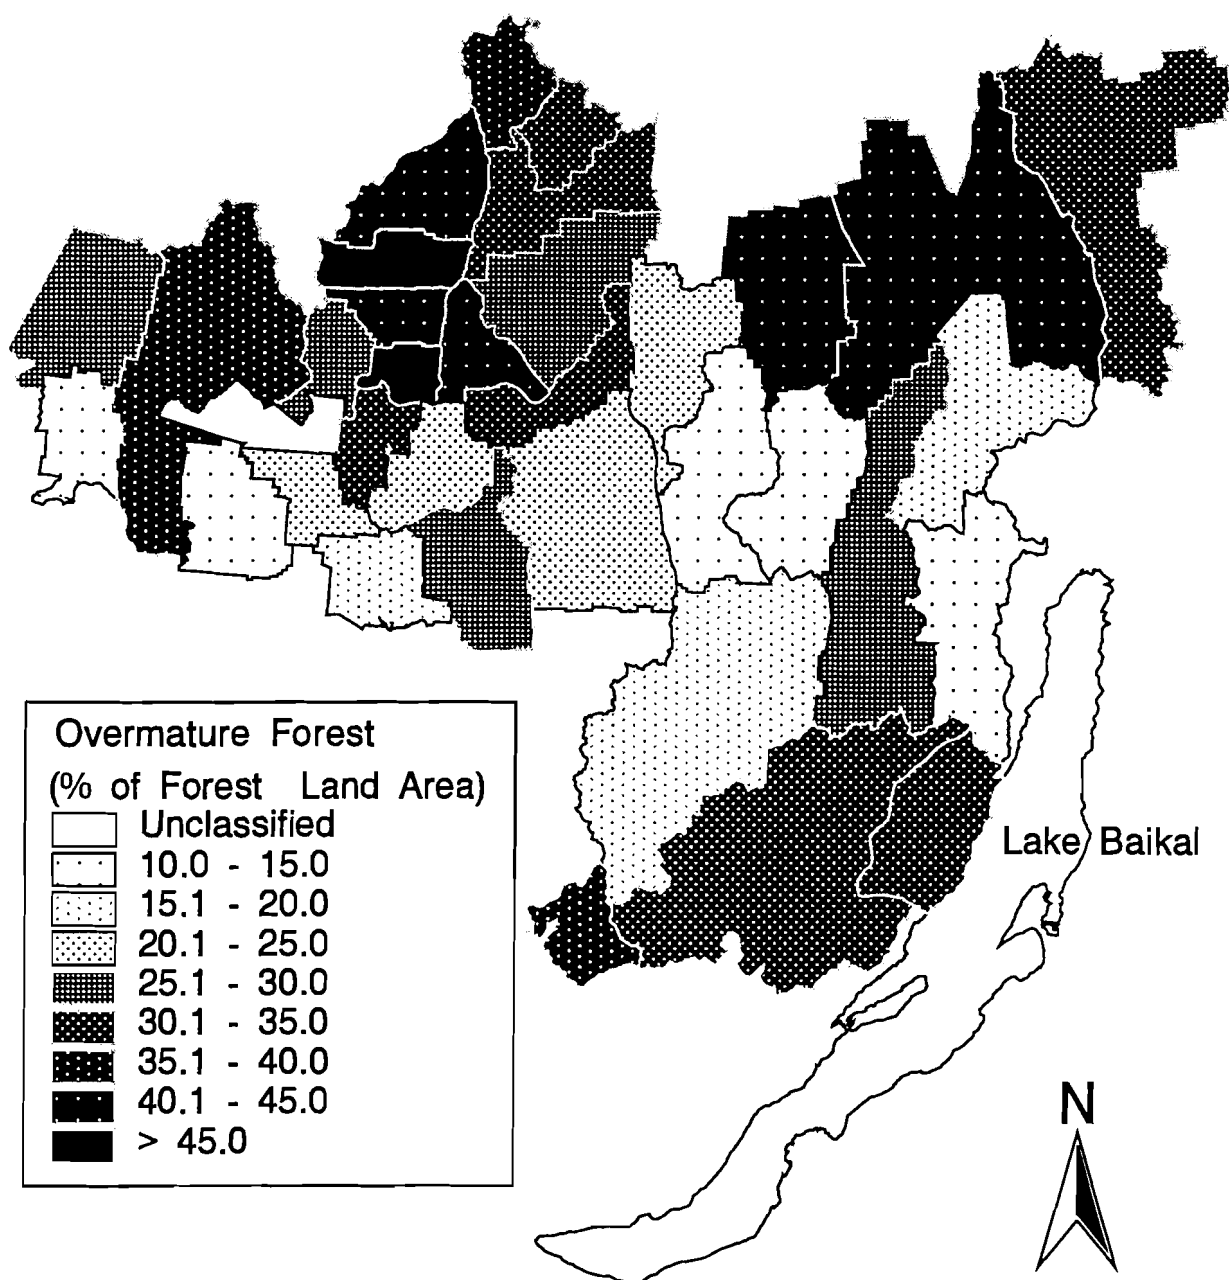 Overmature Forest
(% of Forest Land Area)
Unclassified
10.0 - 15.0
15.1 - 20.0
20.1 - 25.0
25.1 - 30.0
30.1 - 35.0
35.1 - 40.0
40.1 - 45.0
> 45.0
Lake Baikal
N